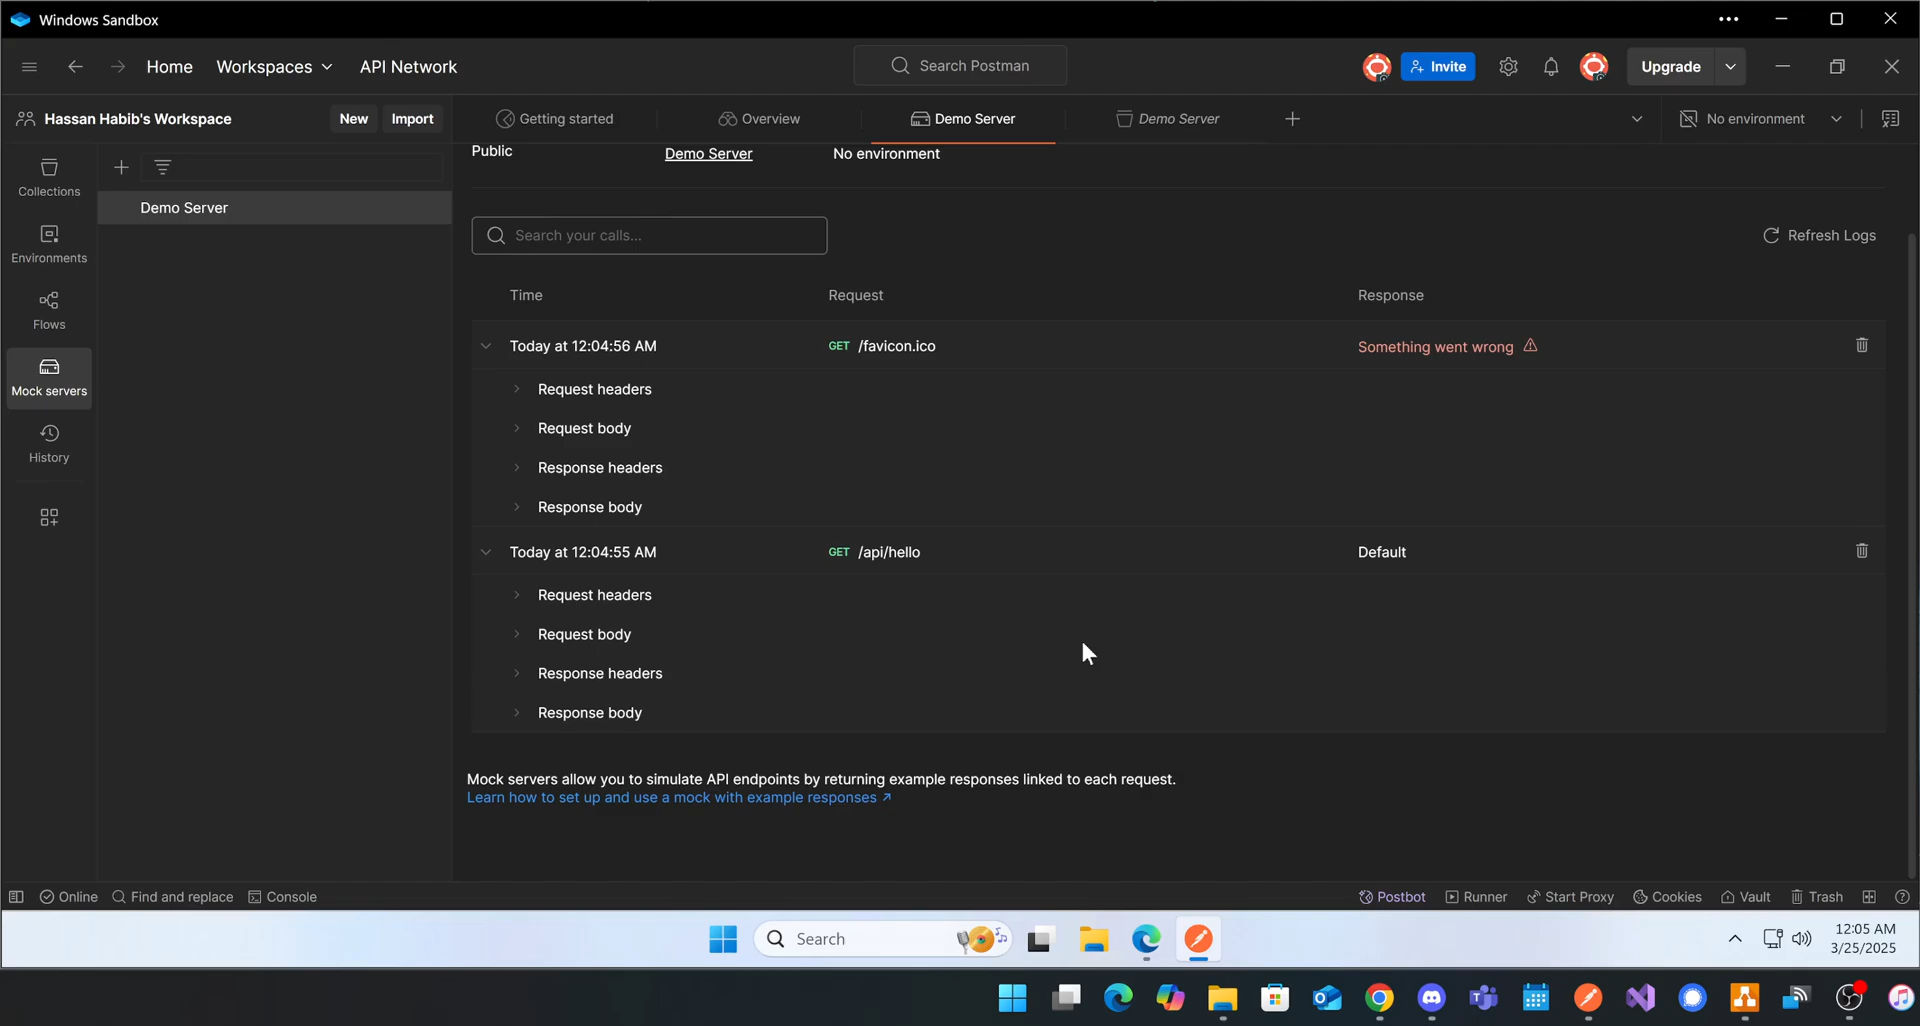 Windows Sandbox
Home Workspaces API Network Search Postman Invite Upgrade
Hassan Habib's Workspace New Import Getting started Overview Demo Server Demo Server No environment
Public Demo Server No environment
Collections
Environments
Flows
Mock servers
History
Demo Server
Search your calls... Refresh Logs
Time Request Response
Today at 12:04:56 AM GET /favicon.ico Something went wrong
Request headers
Request body
Response headers
Response body
Today at 12:04:55 AM GET /api/hello Default
Request headers
Request body
Response headers
Response body
Mock servers allow you to simulate API endpoints by returning example responses linked to each request.
Learn how to set up and use a mock with example responses ↗
Online Find and replace Console Postbot Runner Start Proxy Cookies Vault Trash
Search 12:05 AM
3/25/2025